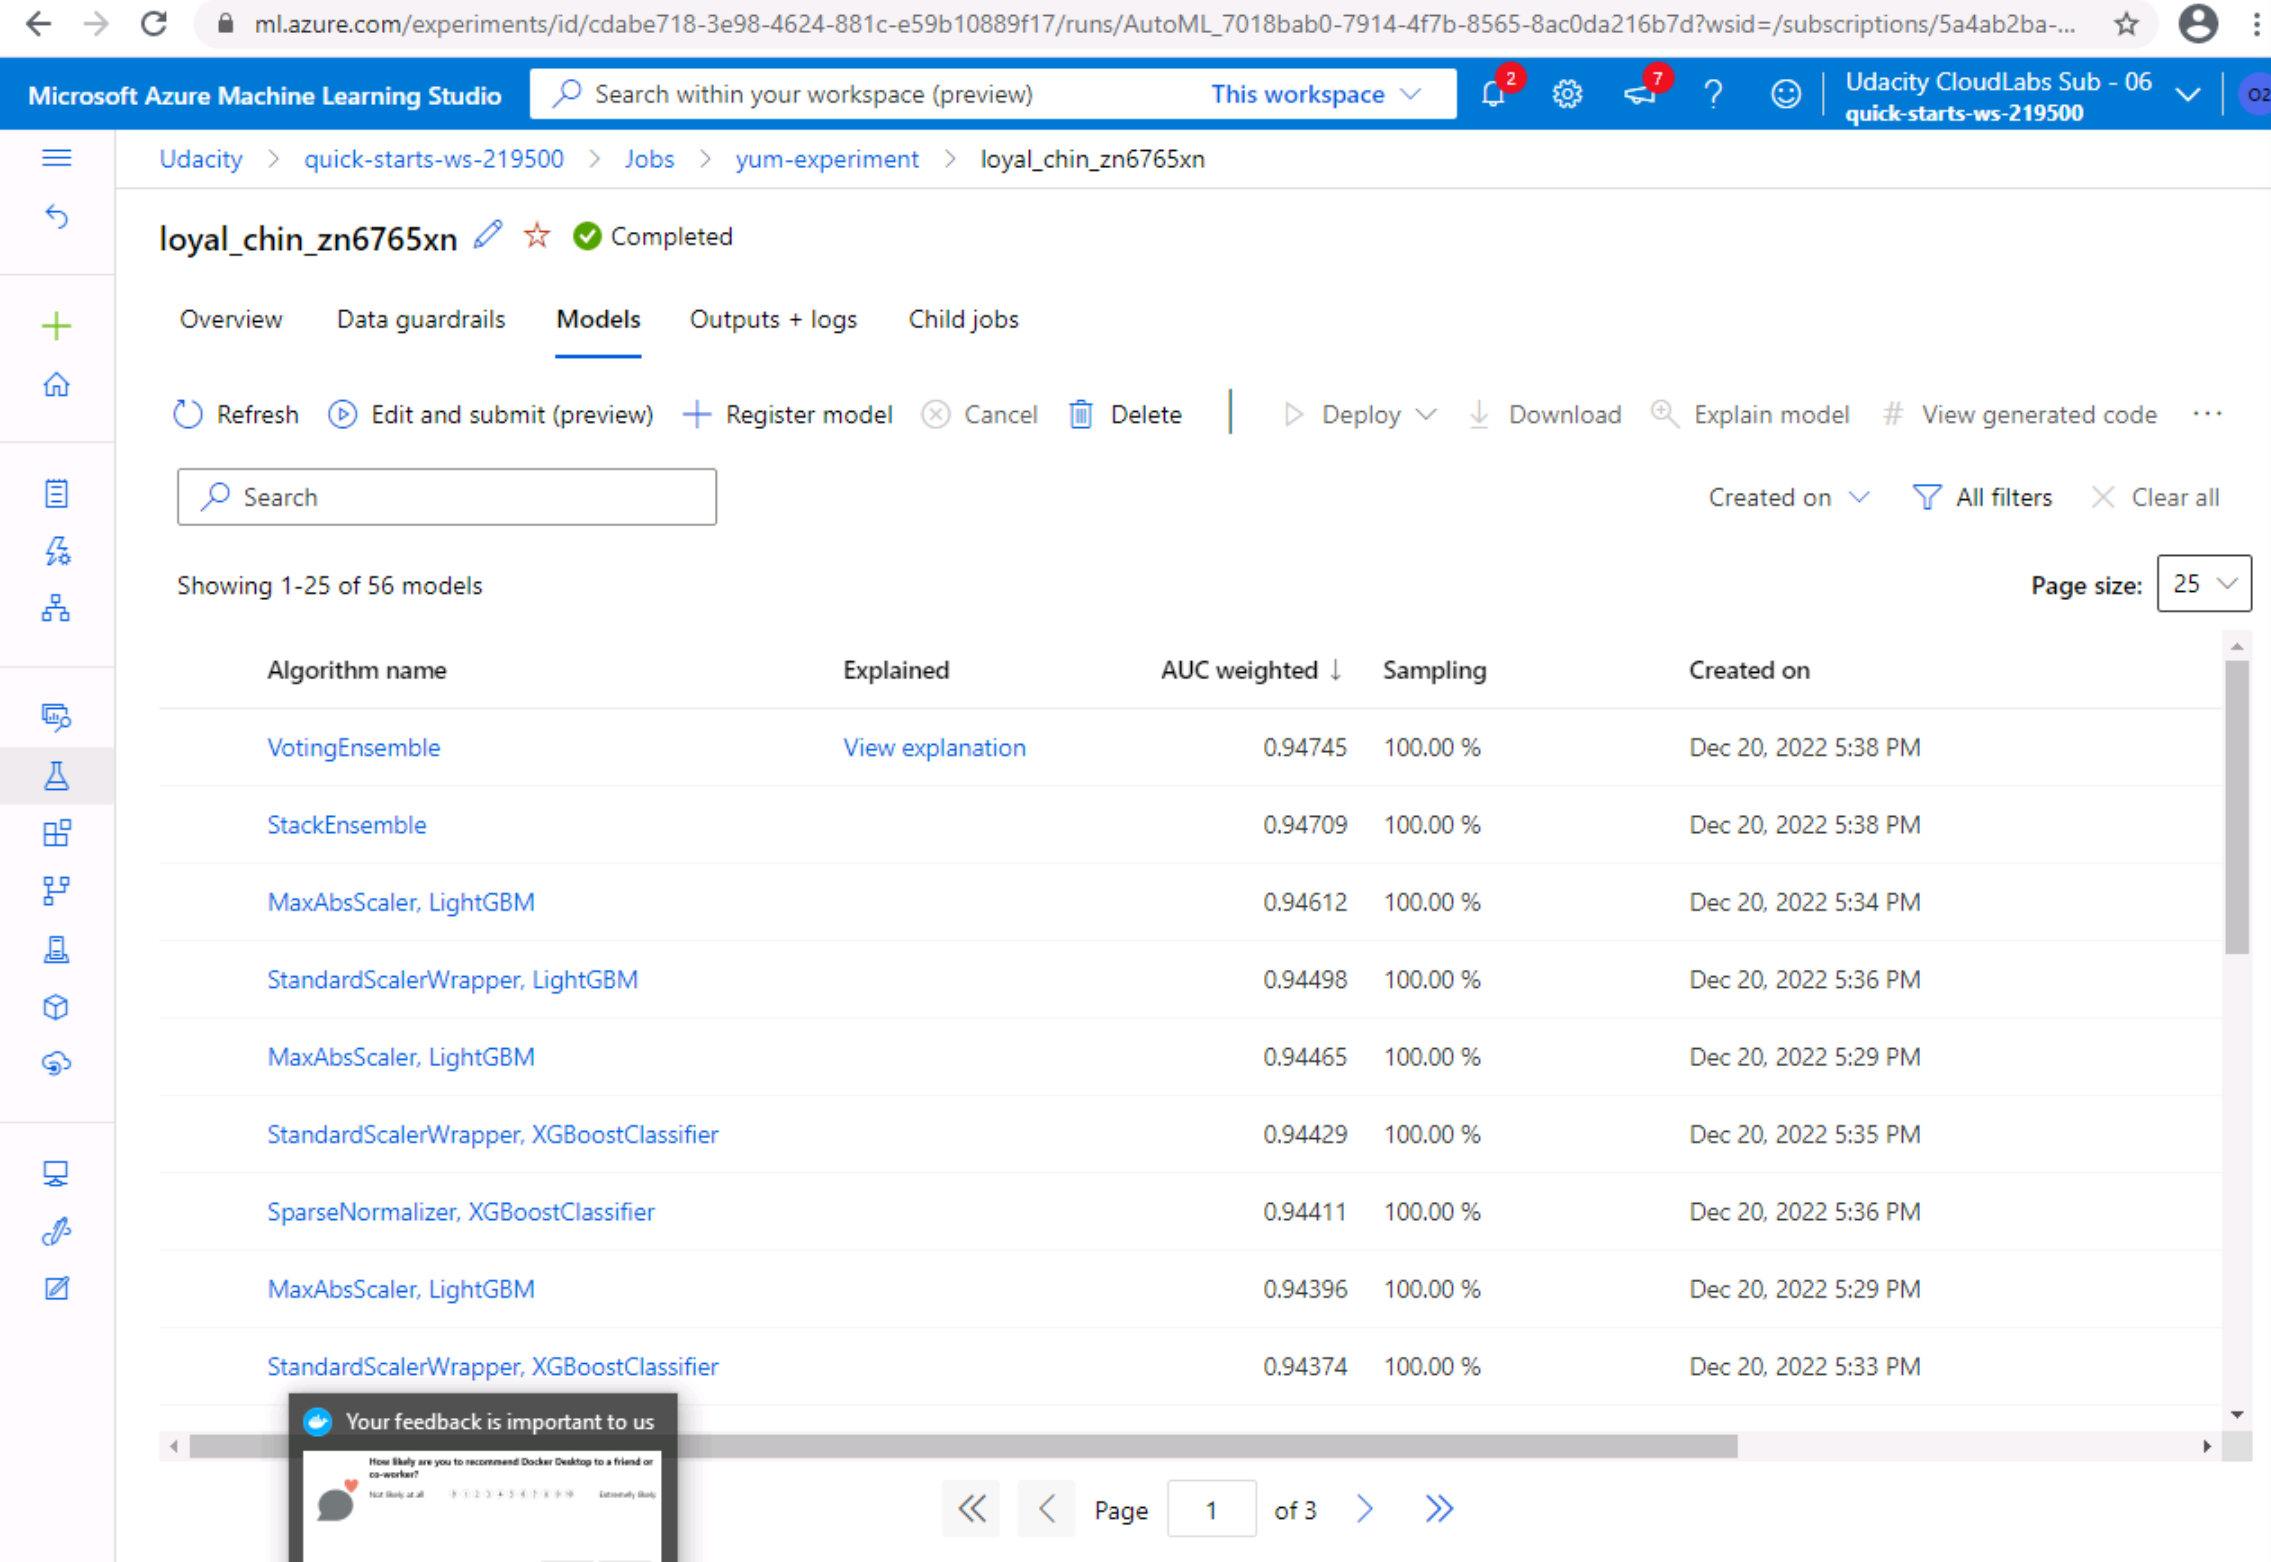 ml.azure.com/experiments/id/cdabe718-3e98-4624-881c-e59b10889f17/runs/AutoML_7018bab0-7914-4f7b-8565-8ac0da216b7d?wsid=/subscriptions/5a4ab2ba-...
Microsoft Azure Machine Learning Studio Search within your workspace (preview) This workspace 2 7 ? Udacity CloudLabs Sub - 06
quick-starts-ws-219500
O2
Udacity > quick-starts-ws-219500 > Jobs > yum-experiment > loyal_chin_zn6765xn
loyal_chin_zn6765xn Completed
Overview Data guardrails Models Outputs + logs Child jobs
Refresh Edit and submit (preview) Register model Cancel Delete Deploy Download Explain model # View generated code ...
Search Created on All filters Clear all
Showing 1-25 of 56 models Page size: 25
Algorithm name Explained AUC weighted ↓ Sampling Created on
VotingEnsemble View explanation 0.94745 100.00 % Dec 20, 2022 5:38 PM
StackEnsemble 0.94709 100.00 % Dec 20, 2022 5:38 PM
MaxAbsScaler, LightGBM 0.94612 100.00 % Dec 20, 2022 5:34 PM
StandardScalerWrapper, LightGBM 0.94498 100.00 % Dec 20, 2022 5:36 PM
MaxAbsScaler, LightGBM 0.94465 100.00 % Dec 20, 2022 5:29 PM
StandardScalerWrapper, XGBoostClassifier 0.94429 100.00 % Dec 20, 2022 5:35 PM
SparseNormalizer, XGBoostClassifier 0.94411 100.00 % Dec 20, 2022 5:36 PM
MaxAbsScaler, LightGBM 0.94396 100.00 % Dec 20, 2022 5:29 PM
StandardScalerWrapper, XGBoostClassifier 0.94374 100.00 % Dec 20, 2022 5:33 PM
Your feedback is important to us
How likely are you to recommend Docker Desktop to a friend or
co-worker?
Not likely at all 0 1 2 3 4 5 6 7 8 9 10 Extremely likely
Page 1 of 3